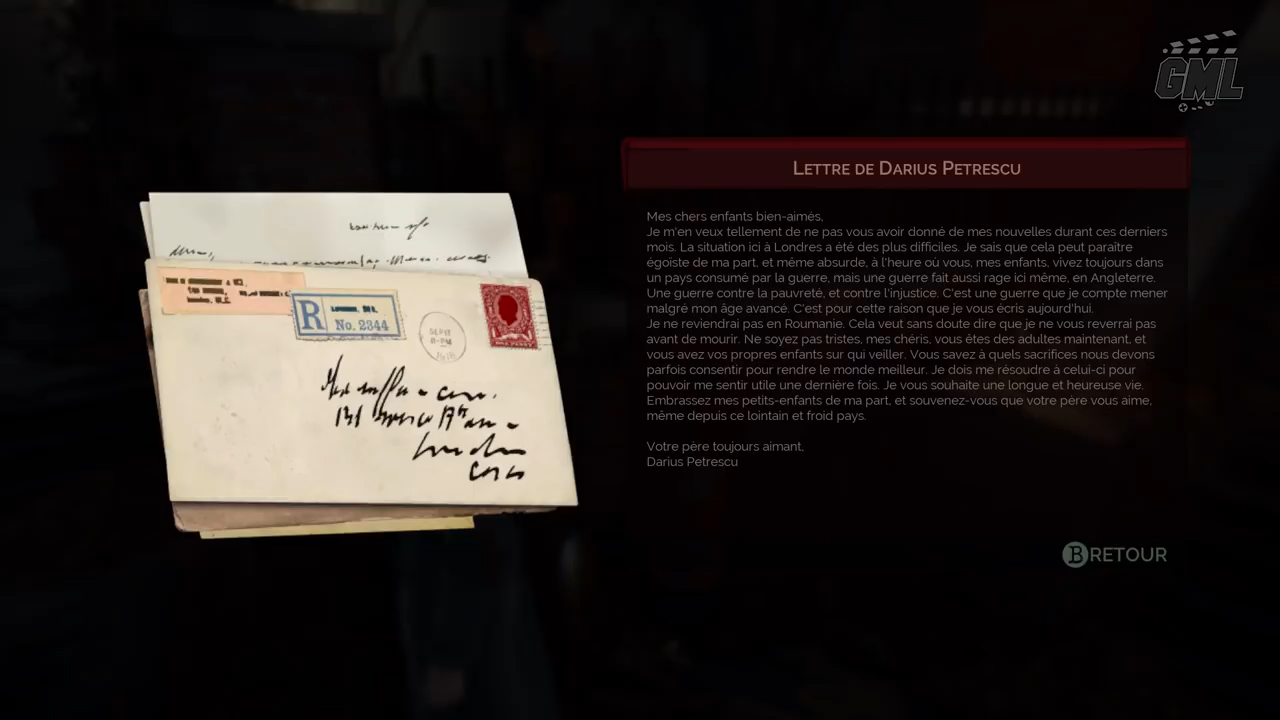 GML
LETTRE DE DARIUS PETRESCU
Mes chers enfants bien-aimés,
Je m'en veux tellement de ne pas vous avoir donné de mes nouvelles durant ces derniers
mois. La situation ici à Londres a été des plus difficiles. Je sais que cela peut paraître
égoïste de ma part, et même absurde, à l'heure où vous, mes enfants, vivez toujours dans
un pays consumé par la guerre, mais une guerre fait aussi rage ici même, en Angleterre.
Une guerre contre la pauvreté, et contre l'injustice. C'est une guerre que je compte mener
malgré mon âge avancé. C'est pour cette raison que je vous écris aujourd'hui.
Je ne reviendrai pas en Roumanie. Cela veut sans doute dire que je ne vous reverrai pas
avant de mourir. Ne soyez pas tristes, mes chéris, vous êtes des adultes maintenant, et
vous avez vos propres enfants sur qui veiller. Vous savez à quels sacrifices nous devons
parfois consentir pour rendre le monde meilleur. Je dois me résoudre à celui-ci pour
pouvoir me sentir utile une dernière fois. Je vous souhaite une longue et heureuse vie.
Embrassez mes petits-enfants de ma part, et souvenez-vous que votre père vous aime,
même depuis ce lointain et froid pays.
Votre père toujours aimant,
Darius Petrescu
R
No. 2344
SEP 17
ONE PENNY
London
B RETOUR